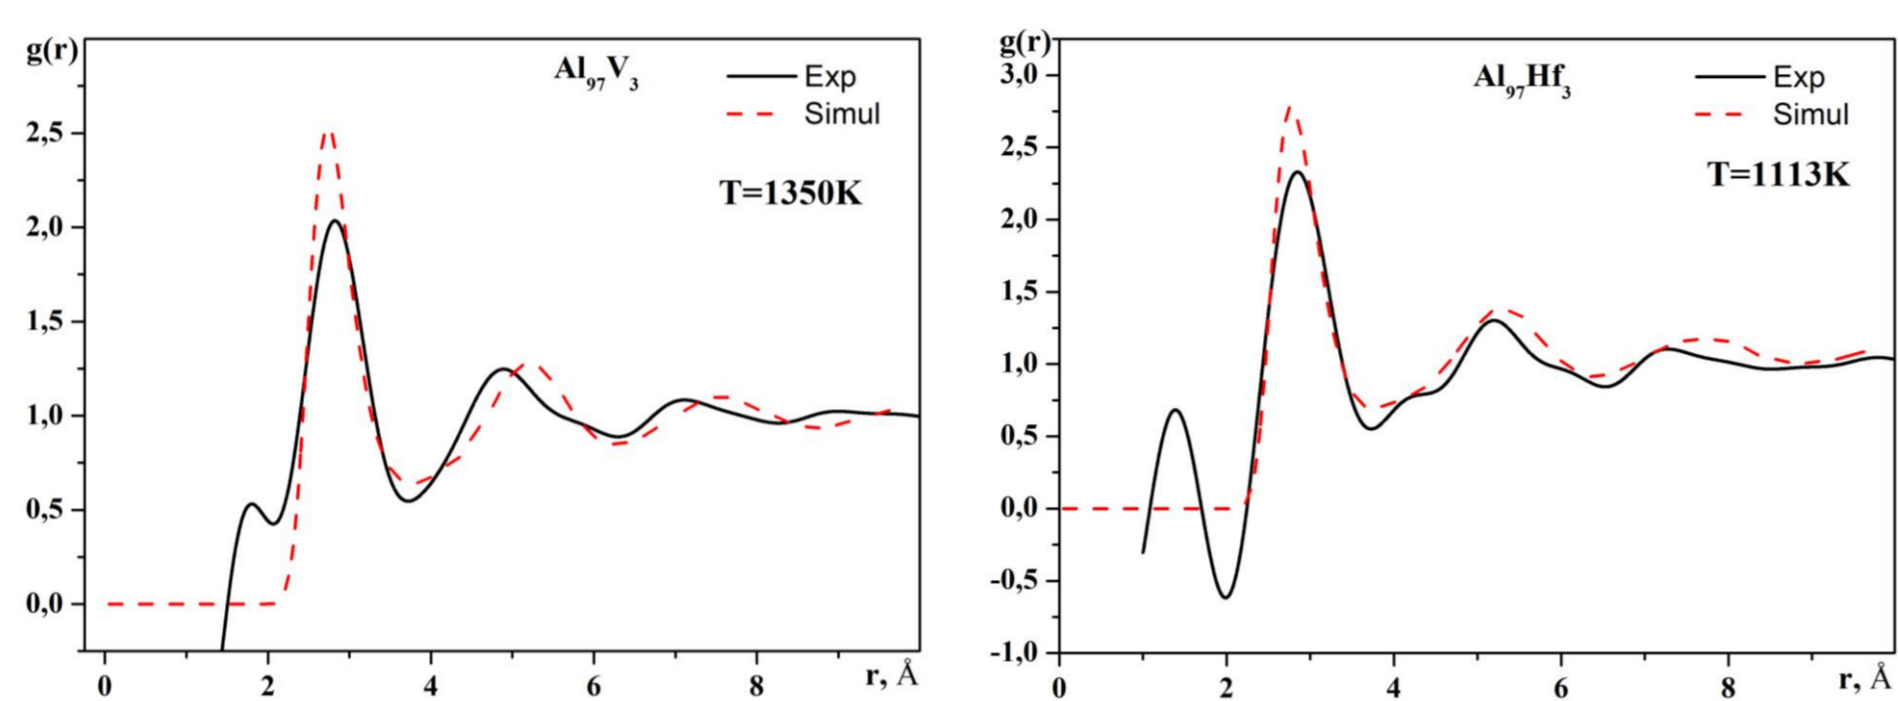 g(r)
Al97V3
Exp
Simul
T=1350K
2,5
2,0
1,5
1,0
0,5
0,0
0 2 4 6 8
r, Å
g(r)
Al97Hf3
Exp
Simul
T=1113K
3,0
2,5
2,0
1,5
1,0
0,5
0,0
-0,5
-1,0
0 2 4 6 8
r, Å